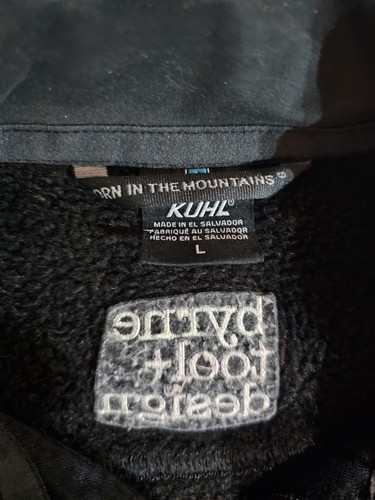 ORN IN THE MOUNTAINS®
KUHL®
MADE IN EL SALVADOR
FABRIQUÉ AU SALVADOR
HECHO EN EL SALVADOR
L
byrne
tool +
design